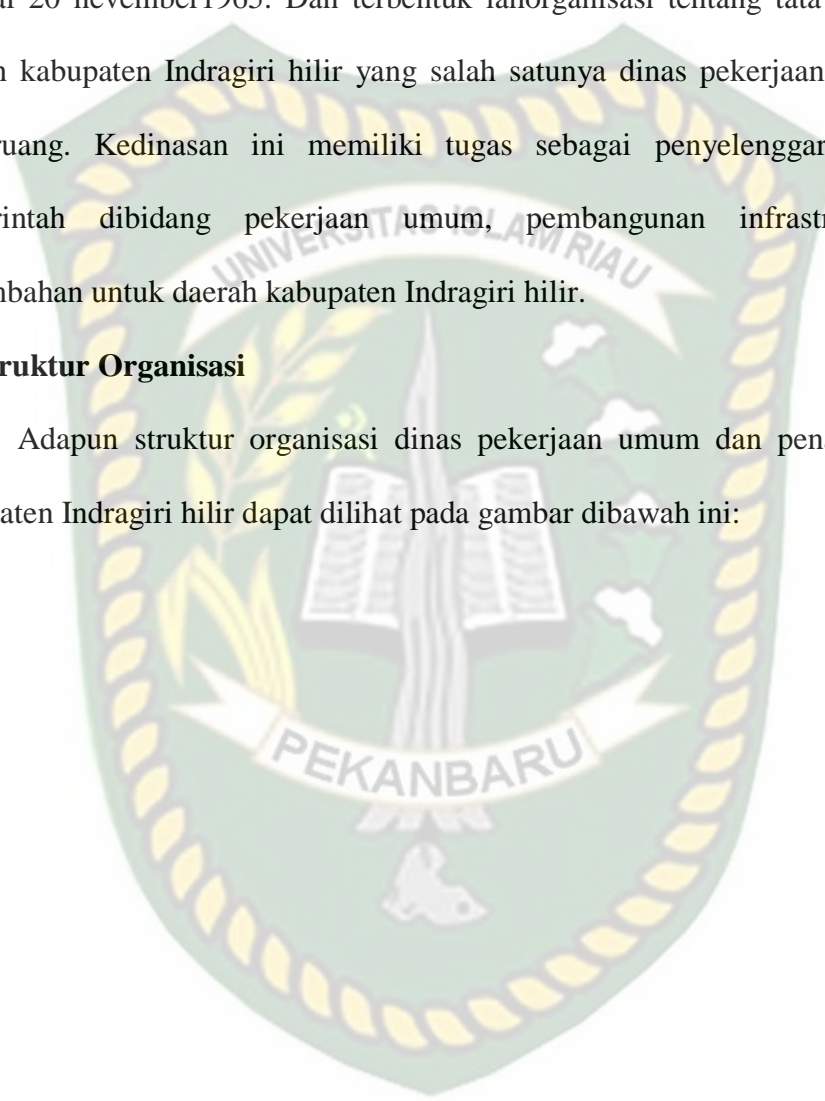 20 nevember1965. Dan terbentuk lahorganisasi tentang tata
kabupaten Indragiri hilir yang salah satunya dinas pekerjaan
ruang. Kedinasan ini memiliki tugas sebagai penyelenggar
rintah dibidang pekerjaan umum, pembangunan infrastr
UNIVERSITAS ISLAM RIAU
nbahan untuk daerah kabupaten Indragiri hilir.
ruktur Organisasi
Adapun struktur organisasi dinas pekerjaan umum dan pen
aten Indragiri hilir dapat dilihat pada gambar dibawah ini:
PEKANBARU